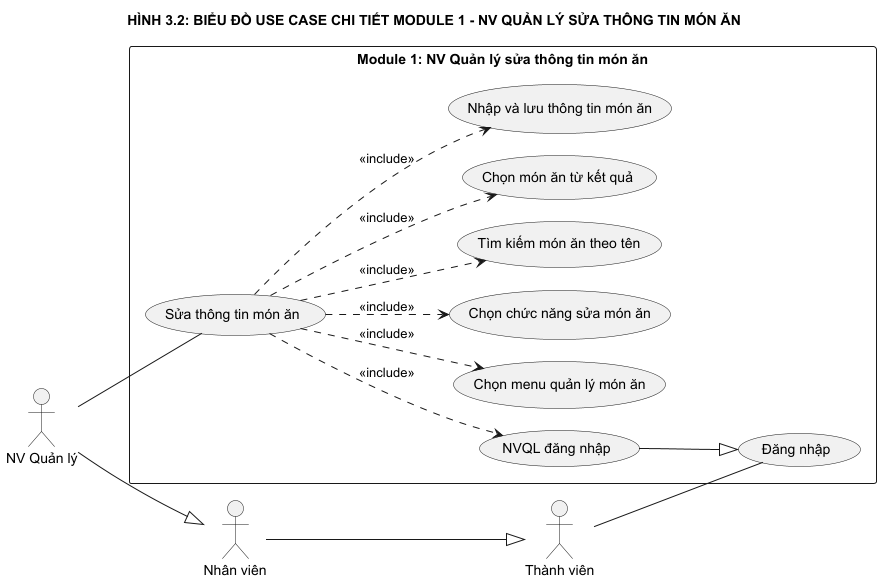 HÌNH 3.2: BIỂU ĐỒ USE CASE CHI TIẾT MODULE 1 - NV QUẢN LÝ SỬA THÔNG TIN MÓN ĂN
Module 1: NV Quản lý sửa thông tin món ăn
Nhập và lưu thông tin món ăn
«include»
Chọn món ăn từ kết quả
«include»
Tìm kiếm món ăn theo tên
«include»
Sửa thông tin món ăn
«include»
Chọn chức năng sửa món ăn
«include»
Chọn menu quản lý món ăn
«include»
NVQL đăng nhập
Đăng nhập
NV Quản lý
Nhân viên
Thành viên